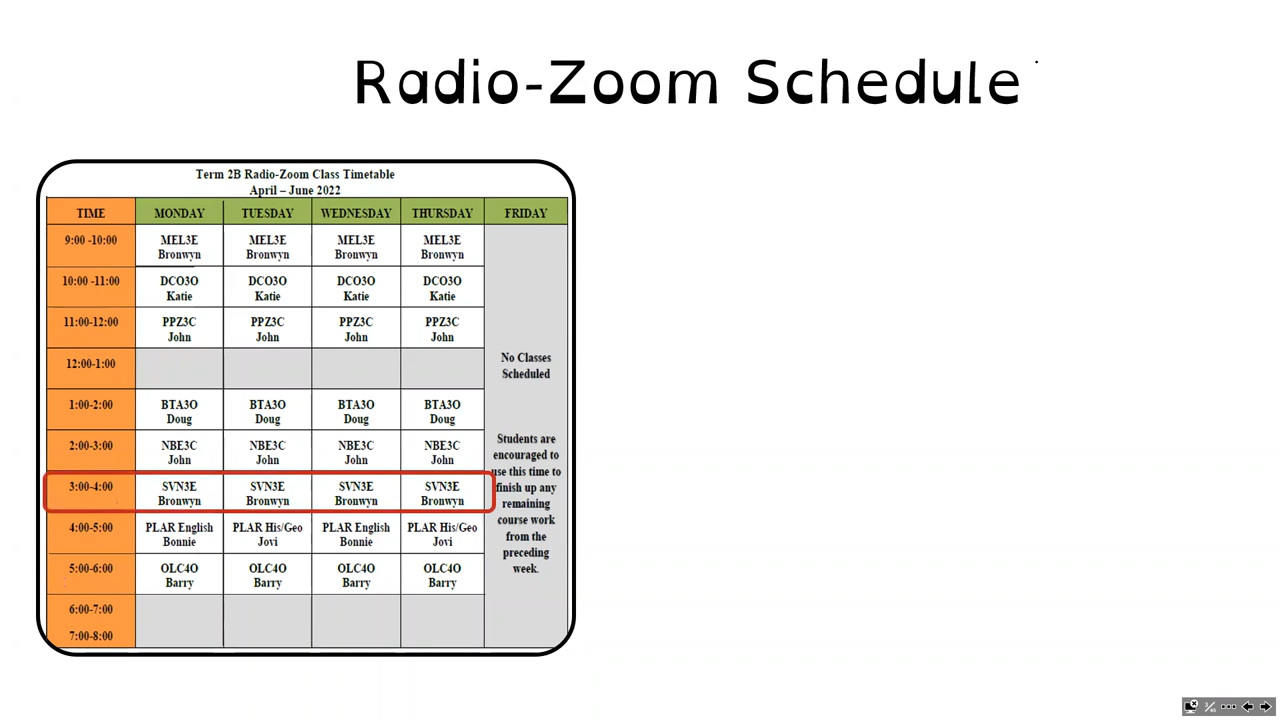 Radio-Zoom Schedule
Term 2B Radio-Zoom Class Timetable
April – June 2022
TIME MONDAY TUESDAY WEDNESDAY THURSDAY FRIDAY
9:00 -10:00 MEL3E MEL3E MEL3E MEL3E
Bronwyn Bronwyn Bronwyn Bronwyn
10:00 -11:00 DCO3O DCO3O DCO3O DCO3O
Katie Katie Katie Katie
11:00-12:00 PPZ3C PPZ3C PPZ3C PPZ3C
John John John John
12:00-1:00
No Classes
Scheduled
1:00-2:00 BTA3O BTA3O BTA3O BTA3O
Doug Doug Doug Doug
2:00-3:00 NBE3C NBE3C NBE3C NBE3C
John John John John
3:00-4:00 SVN3E SVN3E SVN3E SVN3E
Bronwyn Bronwyn Bronwyn Bronwyn
4:00-5:00 PLAR English PLAR His/Geo PLAR English PLAR His/Geo
Bonnie Jovi Bonnie Jovi
5:00-6:00 OLC4O OLC4O OLC4O OLC4O
Barry Barry Barry Barry
6:00-7:00
7:00-8:00
Students are
encouraged to
use this time to
finish up any
remaining
course work
from the
preceding
week.